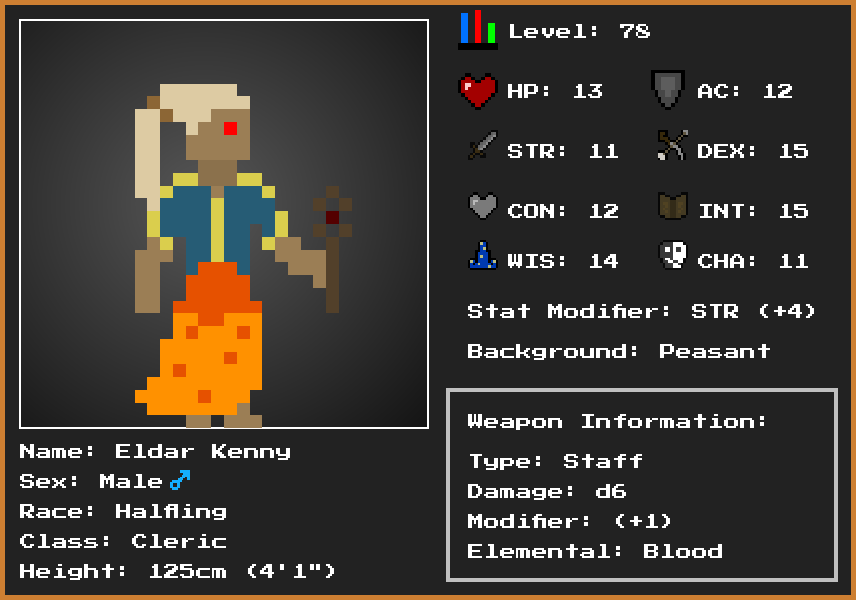 Level: 78
HP: 13 AC: 12
STR: 11 DEX: 15
CON: 12 INT: 15
WIS: 14 CHA: 11
Stat Modifier: STR (+4)
Background: Peasant
Weapon Information:
Type: Staff
Damage: d6
Modifier: (+1)
Elemental: Blood
Name: Eldar Kenny
Sex: Male ♂
Race: Halfling
Class: Cleric
Height: 125cm (4'1")